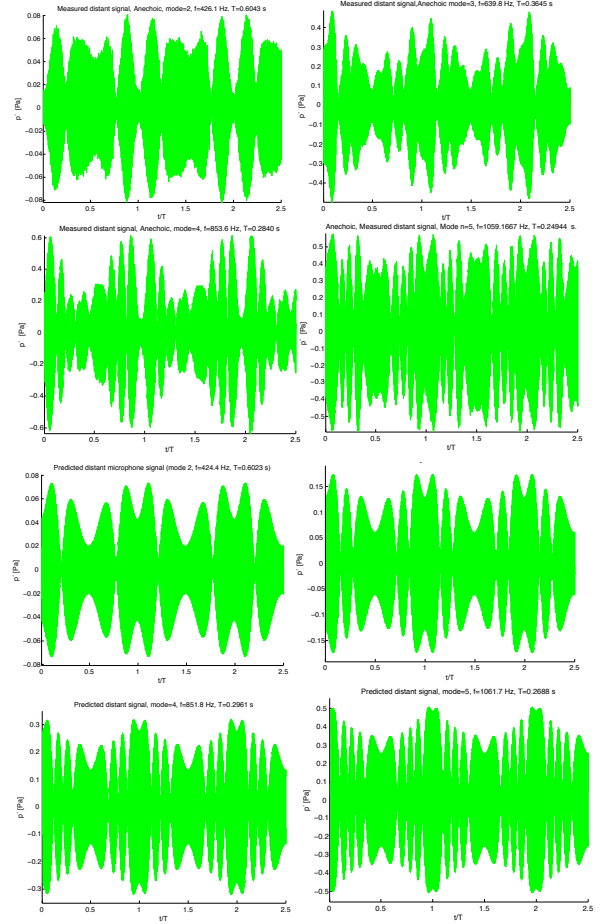 Measured distant signal, Anechoic, mode=2, f=426.1 Hz, T=0.6043 s
0.08
0.06
0.04
0.02
0
−0.02
−0.04
−0.06
−0.08
p´ [Pa]
0 0.5 1 1.5 2 2.5
t/T
Measured distant signal,Anechoic mode=3, f=639.8 Hz, T=0.3645 s
0.4
0.3
0.2
0.1
0
−0.1
−0.2
−0.3
−0.4
p´ [Pa]
0 0.5 1 1.5 2 2.5
t/T
Measured distant signal, Anechoic, mode=4, f=853.6 Hz, T=0.2840 s
0.6
0.4
0.2
0
−0.2
−0.4
−0.6
p´ [Pa]
0 0.5 1 1.5 2 2.5
t/T
Anechoic, Measured distant signal, Mode n=5, f=1059.1667 Hz, T=0.24944 s.
0.5
0.4
0.3
0.2
0.1
0
−0.1
−0.2
−0.3
−0.4
−0.5
p´ [Pa]
0 0.5 1 1.5 2 2.5
t/T
Predicted distant microphone signal (mode 2, f=424.4 Hz, T=0.6023 s)
0.08
0.06
0.04
0.02
0
−0.02
−0.04
−0.06
−0.08
p´ [Pa]
0 0.5 1 1.5 2 2.5
t/T
0.15
0.1
0.05
0
−0.05
−0.1
−0.15
p´ [Pa]
0 0.5 1 1.5 2 2.5
t/T
Predicted distant signal, mode=4, f=851.8 Hz, T=0.2961 s
0.3
0.2
0.1
0
−0.1
−0.2
−0.3
p´ [Pa]
0 0.5 1 1.5 2 2.5
t/T
Predicted distant signal, mode=5, f=1061.7 Hz, T=0.2688 s
0.5
0.4
0.3
0.2
0.1
0
−0.1
−0.2
−0.3
−0.4
−0.5
p´ [Pa]
0 0.5 1 1.5 2 2.5
t/T